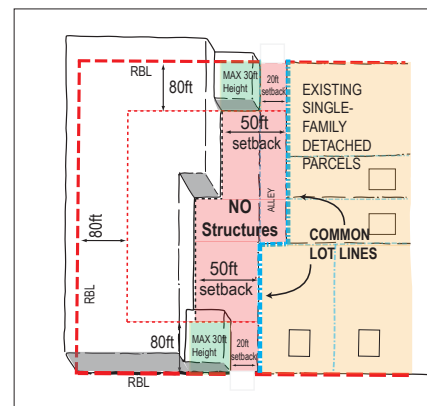 RBL
80ft
MAX 30ft
Height
20ft
setback
EXISTING
SINGLE-
FAMILY
DETACHED
PARCELS
50ft
setback
ALLEY
NO
Structures
COMMON
LOT LINES
80ft
RBL
50ft
setback
80ft
MAX 30ft
Height
20ft
setback
RBL